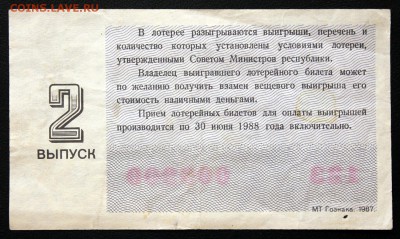 COINS.LAVE.RU
В лотерее разыгрываются выигрыши, перечень и
количество которых установлены условиями лотереи,
утвержденными Советом Министров республики.
Владелец выигравшего лотерейного билета может
по желанию получить взамен вещевого выигрыша его
стоимость наличными деньгами.
Прием лотерейных билетов для оплаты выигрышей
производится по 30 июня 1988 года включительно.
2
ВЫПУСК
МТ Гознака. 1987.